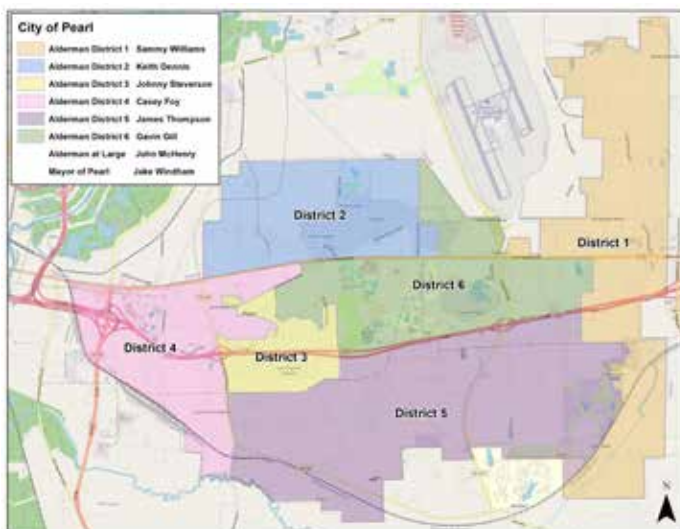 City of Pearl
Alderman District 1 Sammy Williams
Alderman District 2 Keith Dennis
Alderman District 3 Johnny Steverson
Alderman District 4 Casey Foy
Alderman District 5 James Thompson
Alderman District 6 Gavin Gill
Alderman at Large John McHenry
Mayor of Pearl Jake Windham
District 2
District 1
District 6
District 4
District 3
District 5
N